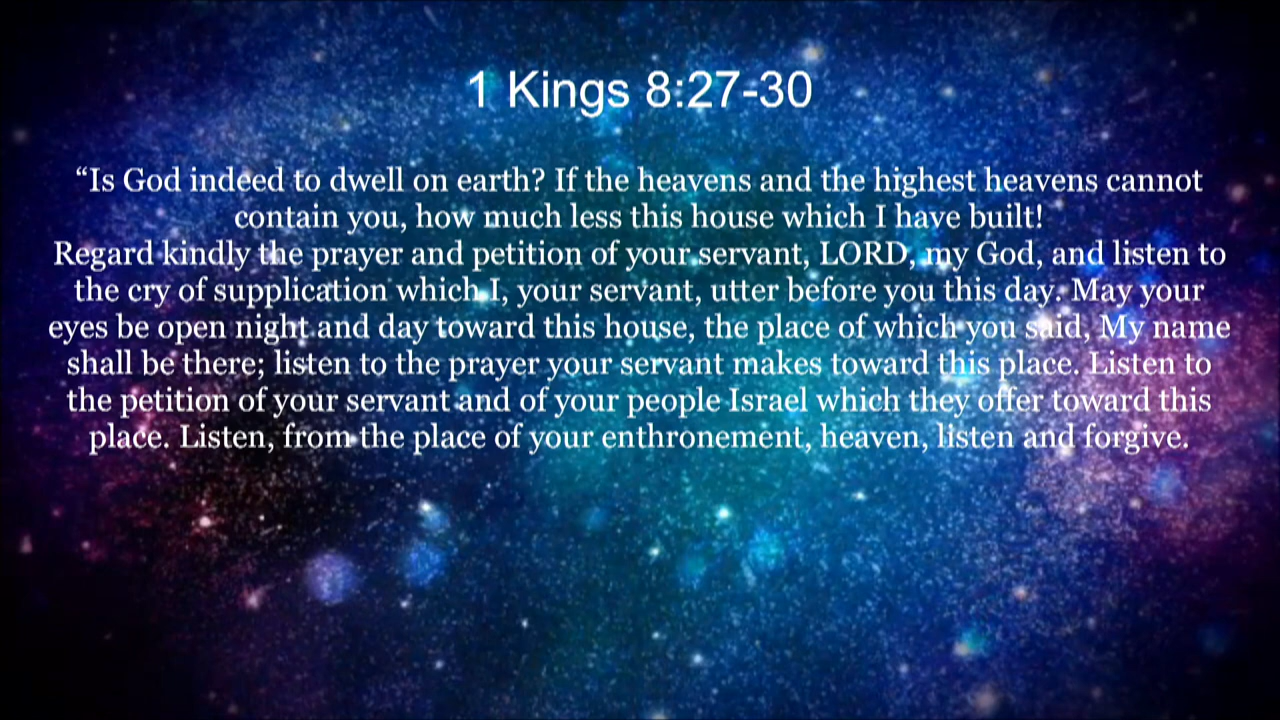 1 Kings 8:27-30
“Is God indeed to dwell on earth? If the heavens and the highest heavens cannot
contain you, how much less this house which I have built!
Regard kindly the prayer and petition of your servant, LORD, my God, and listen to
the cry of supplication which I, your servant, utter before you this day. May your
eyes be open night and day toward this house, the place of which you said, My name
shall be there; listen to the prayer your servant makes toward this place. Listen to
the petition of your servant and of your people Israel which they offer toward this
place. Listen, from the place of your enthronement, heaven, listen and forgive.